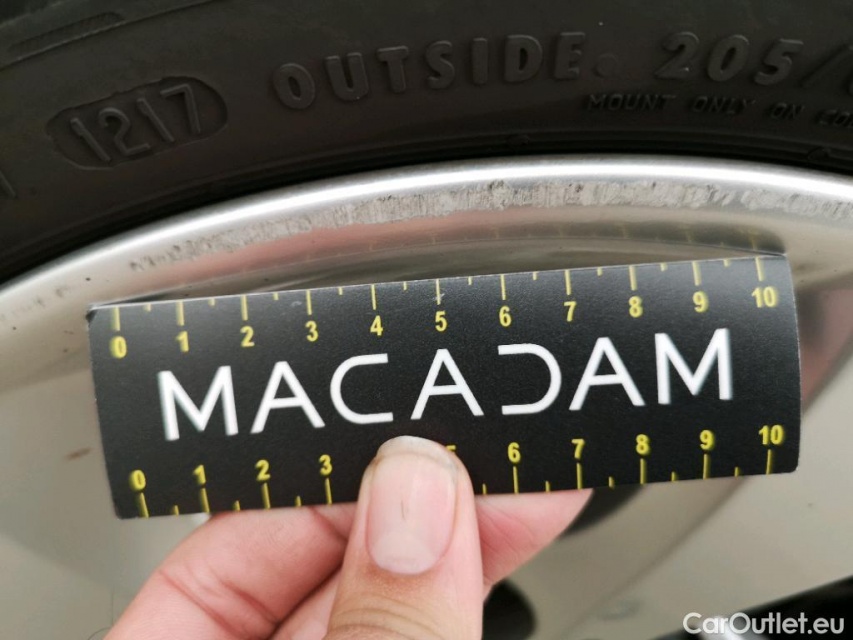 1217 OUTSIDE. 205/
MOUNT ONLY ON
0 1 2 3 4 5 6 7 8 9 10
MACADAM
0 1 2 3 6 7 8 9 10
CarOutlet.eu